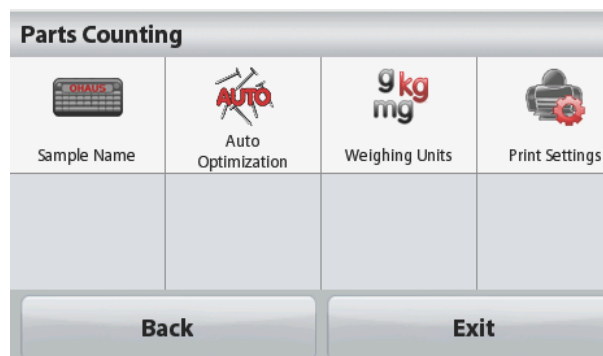 Parts Counting
OHAUS
Sample Name
AUTO
Auto
Optimization
g kg
mg
Weighing Units
Print Settings
Back
Exit